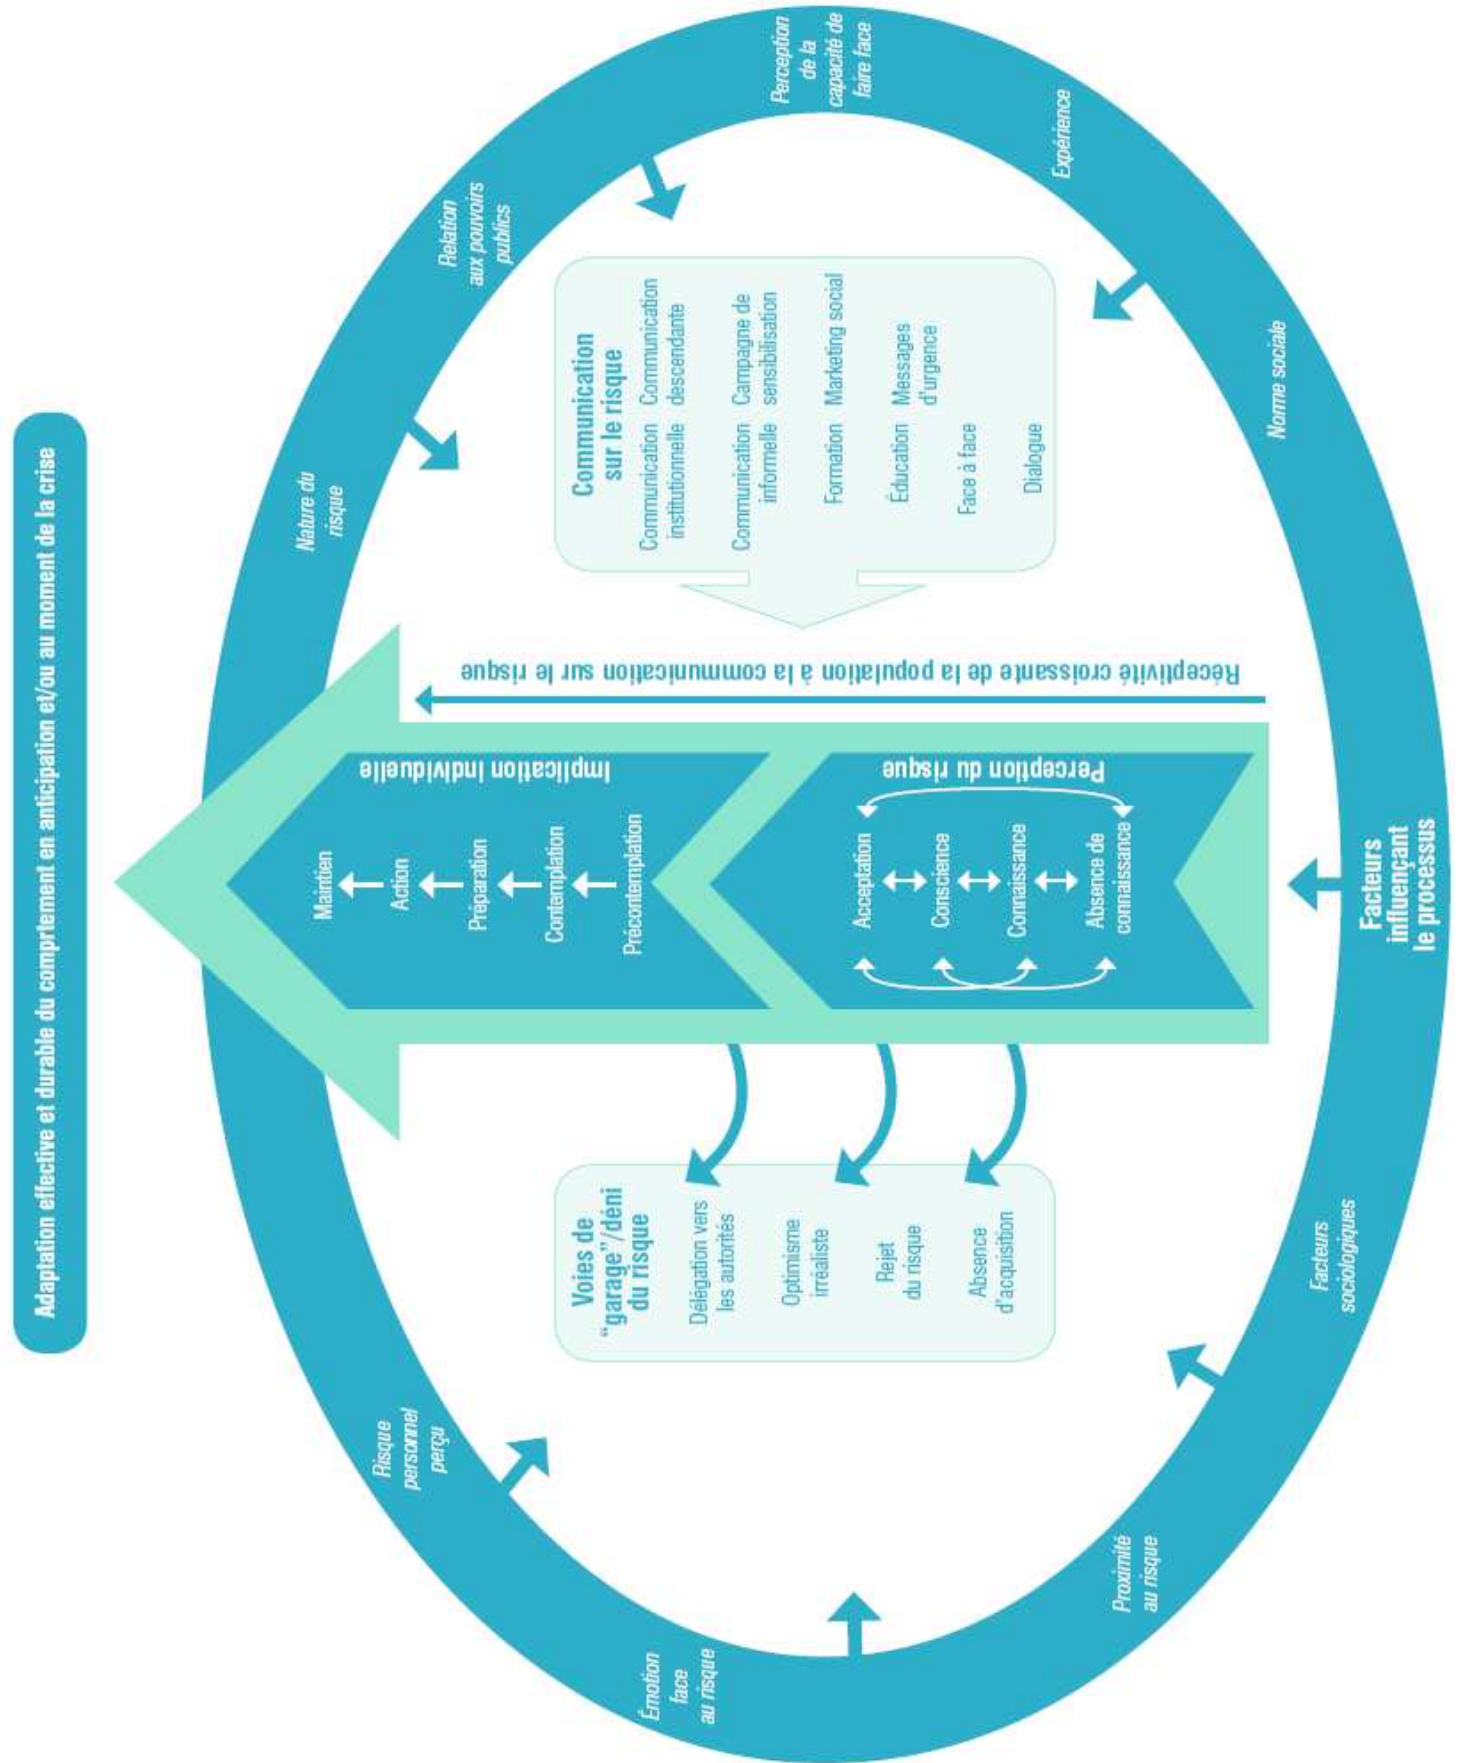 Adaptation effective et durable du comprtement en anticipation et/ou au moment de la crise
Nature du
risque
Risque
personnel
perçu
Relation
aux pouvoirs
publics
Émotion
face
au risque
Perception
de la
capacité de
faire face
Voies de
“garage”/déni
du risque
Délégation vers
les autorités
Optimisme
irréaliste
Rejet
du risque
Absence
d’acquisition
Implication individuelle
Maintien
Action
Préparation
Contemplation
Précontemplation
Perception du risque
Acceptation
Conscience
Connaissance
Absence de
connaissance
Réceptivité croissante de la population à la communication sur le risque
Communication
sur le risque
Communication
institutionnelle
Communication
descendante
Communication
informelle
Campagne de
sensibilisation
Formation
Marketing social
Éducation
Messages
d’urgence
Face à face
Dialogue
Expérience
Proximité
au risque
Norme sociale
Facteurs
sociologiques
Facteurs
influençant
le processus